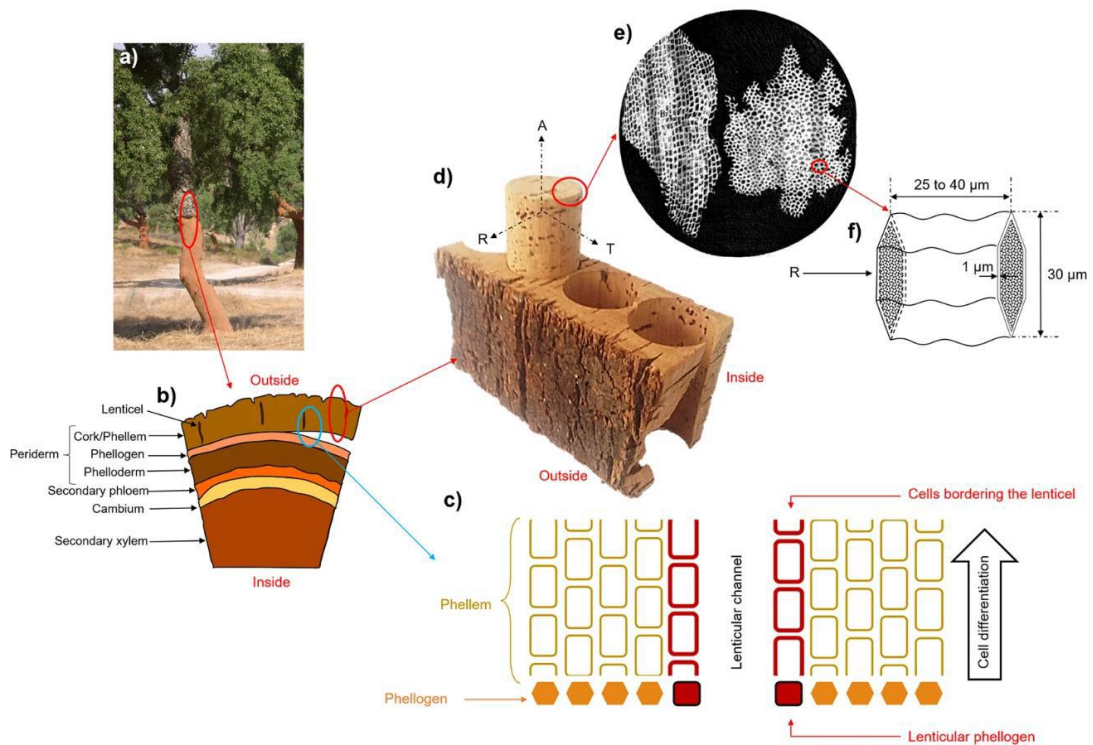 a)
b)
Outside
Lenticel
Cork/Phellem
Periderm
Phellogen
Phelloderm
Secondary phloem
Cambium
Secondary xylem
Inside
d)
A
R
T
Inside
Outside
e)
f)
25 to 40 µm
R
1 µm
30 µm
c)
Phellem
Phellogen
Lenticular channel
Cells bordering the lenticel
Cell differentiation
Lenticular phellogen